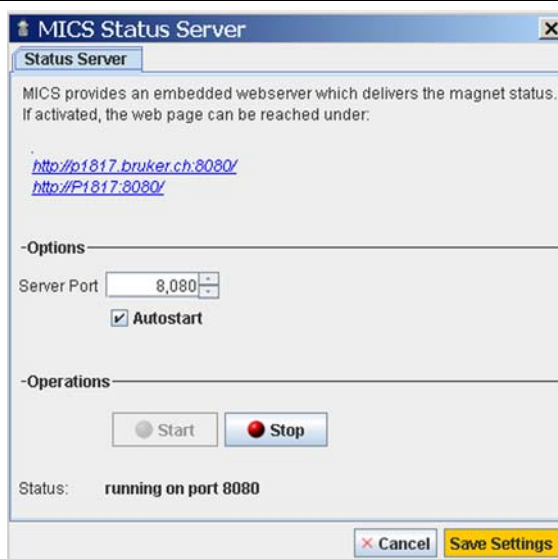 MICS Status Server
Status Server
MICS provides an embedded webserver which delivers the magnet status.
If activated, the web page can be reached under:
.
http://p1817.bruker.ch:8080/
http://P1817:8080/
Options
Server Port 8,080
Autostart
Operations
Start Stop
Status: running on port 8080
Cancel Save Settings